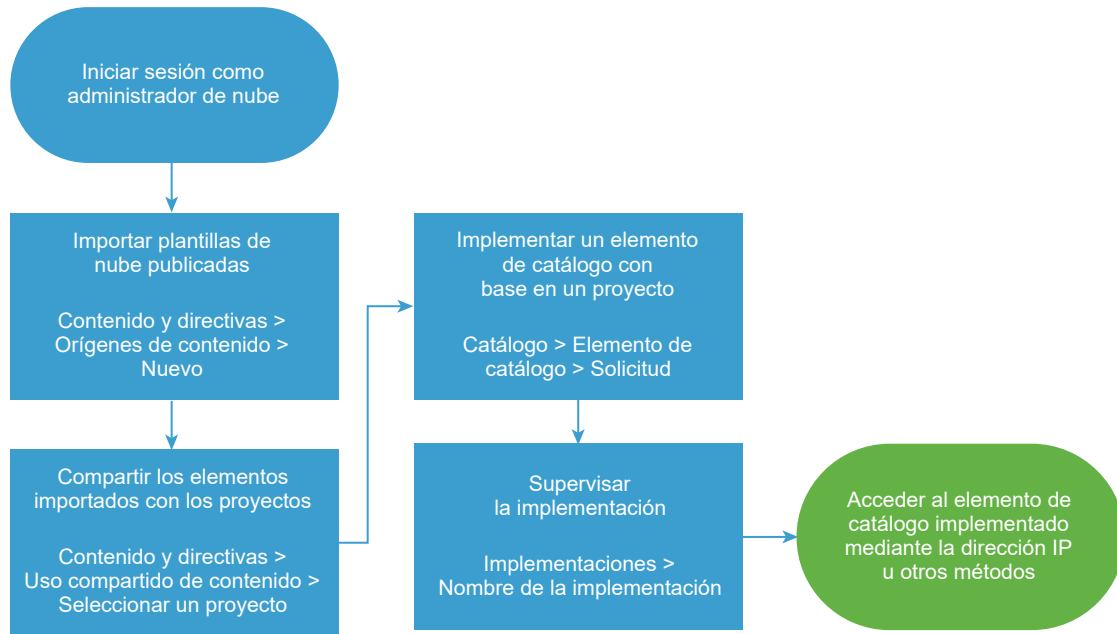 Iniciar sesión como
administrador de nube
Importar plantillas de
nube publicadas
Contenido y directivas >
Orígenes de contenido >
Nuevo
Compartir los elementos
importados con los proyectos
Contenido y directivas >
Uso compartido de contenido >
Seleccionar un proyecto
Implementar un elemento
de catálogo con
base en un proyecto
Catálogo > Elemento de
catálogo > Solicitud
Supervisar
la implementación
Implementaciones >
Nombre de la implementación
Acceder al elemento de
catálogo implementado
mediante la dirección IP
u otros métodos